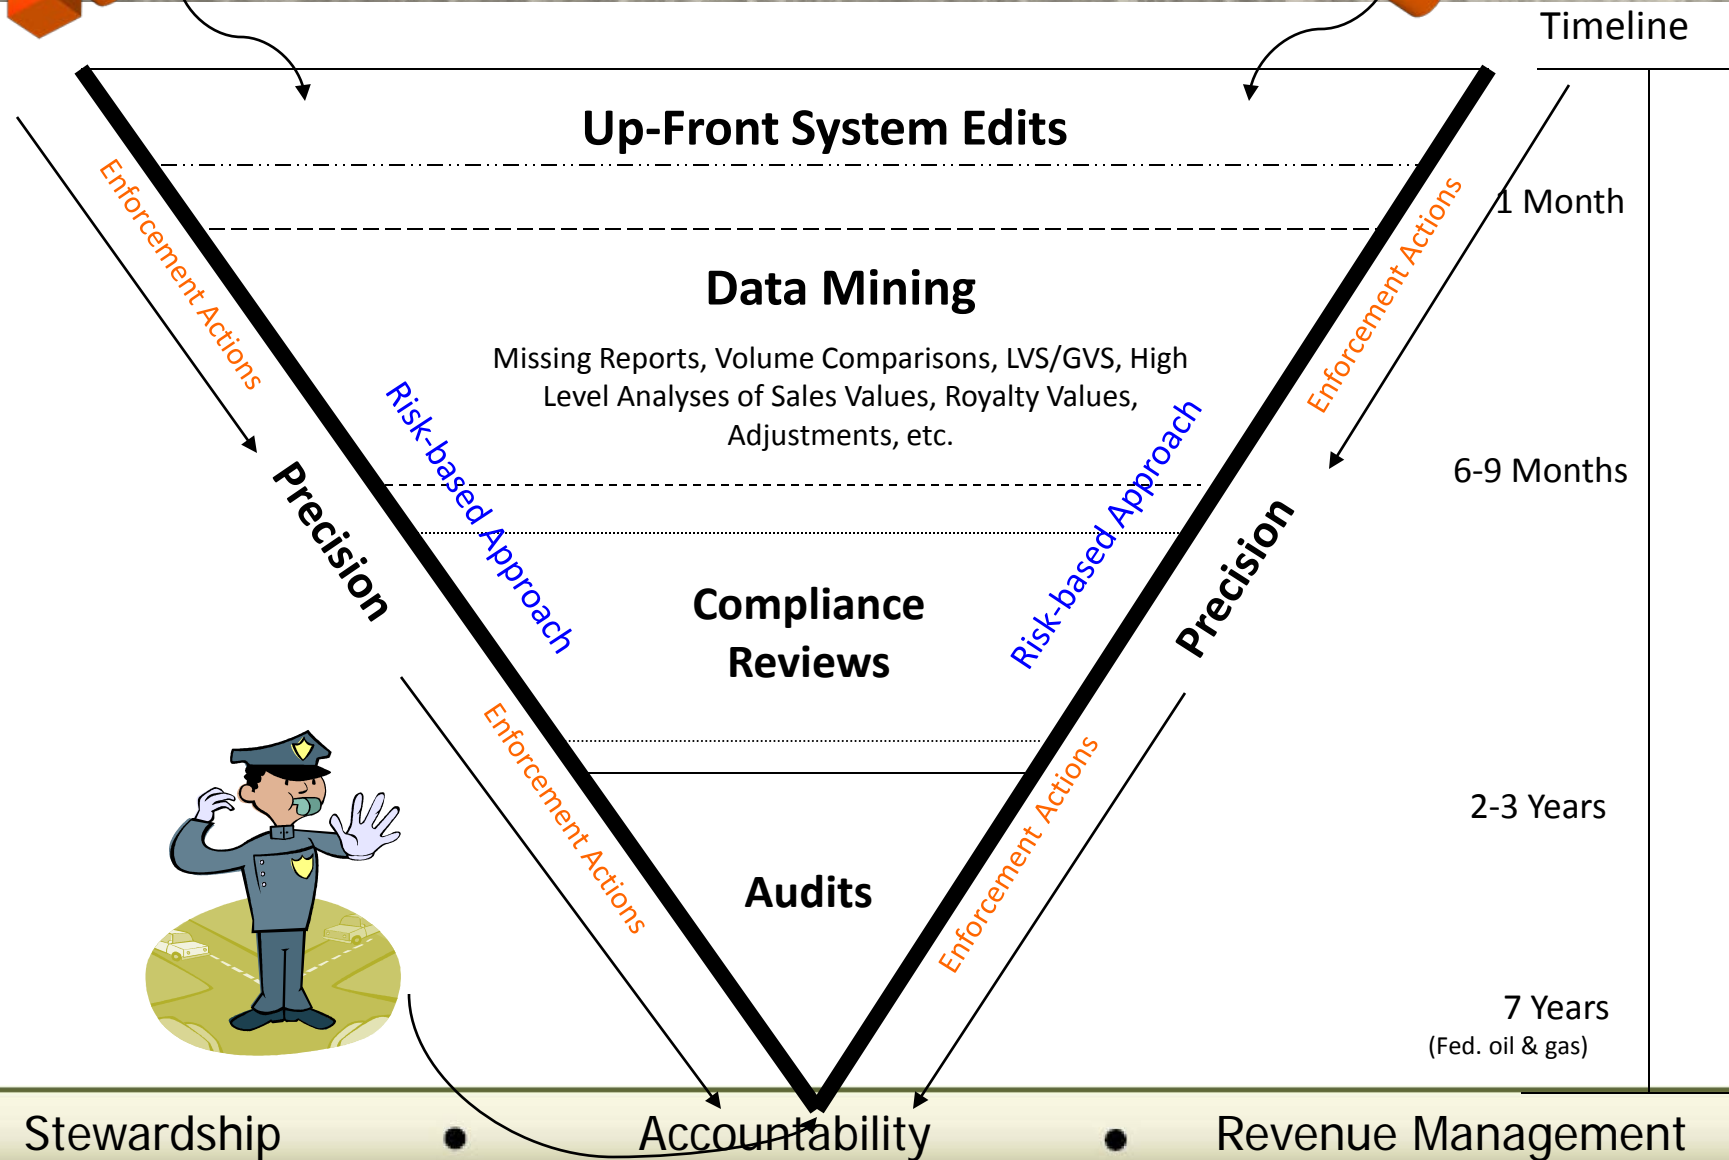 Timeline
Up-Front System Edits
Enforcement Actions
Enforcement Actions
1 Month
Data Mining
Missing Reports, Volume Comparisons, LVS/GVS, High
Level Analyses of Sales Values, Royalty Values,
Adjustments, etc.
Risk-based Approach
Risk-based Approach
6-9 Months
Precision
Precision
Compliance
Reviews
Enforcement Actions
Enforcement Actions
2-3 Years
Audits
7 Years
(Fed. oil & gas)
Stewardship • Accountability • Revenue Management